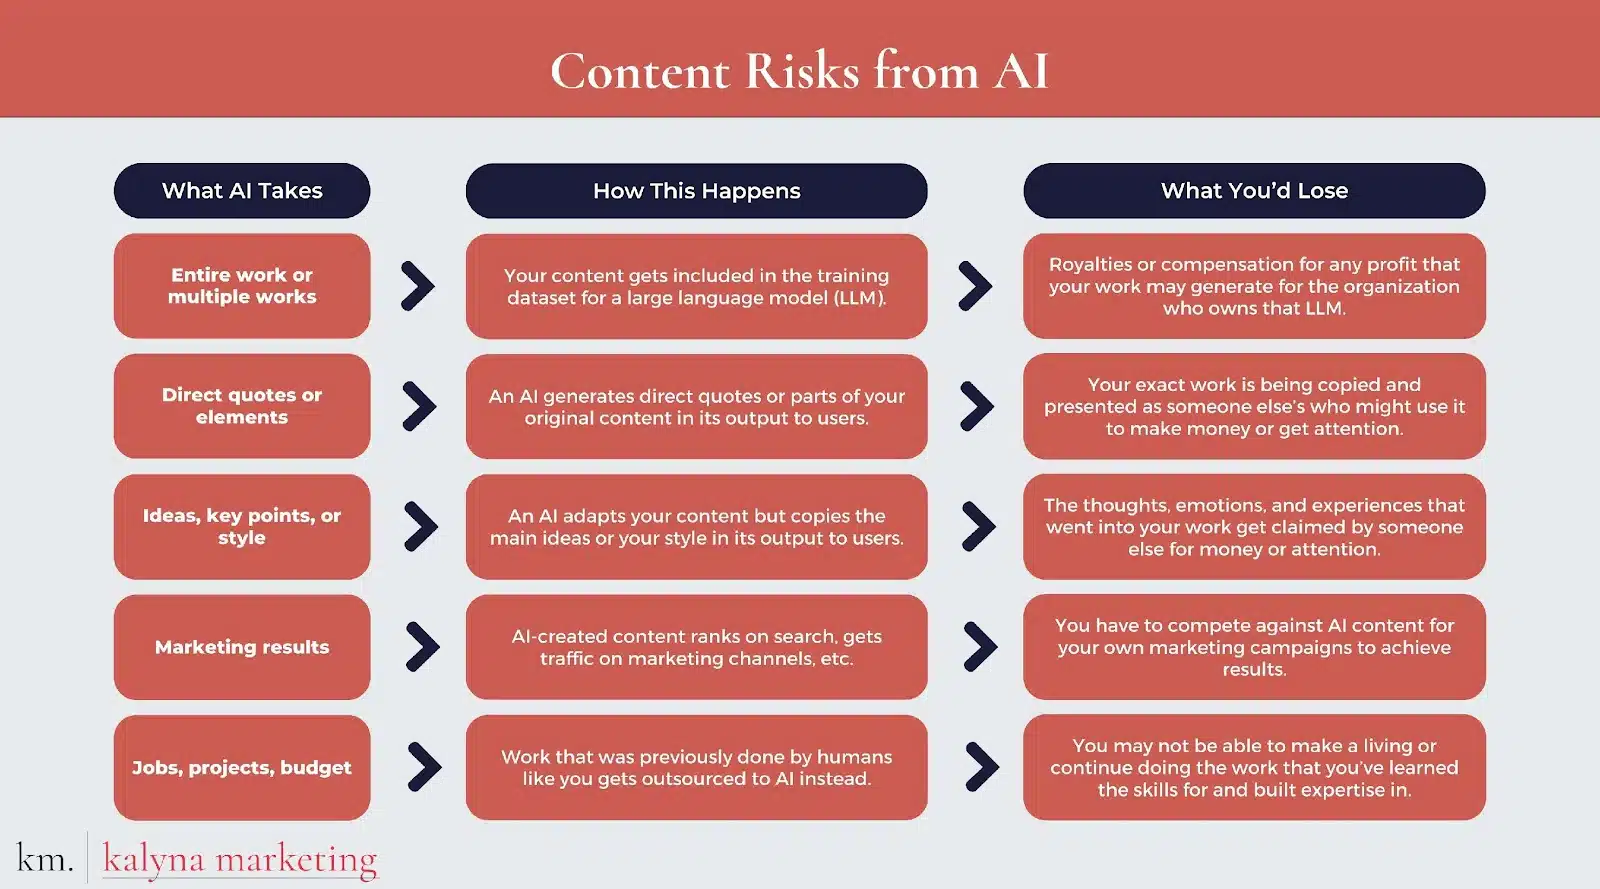 Content Risks from AI
What AI Takes
How This Happens
What You'd Lose
Entire work or
multiple works
Your content gets included in the training
dataset for a large language model (LLM).
Royalties or compensation for any profit that
your work may generate for the organization
who owns that LLM.
Direct quotes or
elements
An AI generates direct quotes or parts of your
original content in its output to users.
Your exact work is being copied and
presented as someone else's who might use it
to make money or get attention.
Ideas, key points, or
style
An AI adapts your content but copies the
main ideas or your style in its output to users.
The thoughts, emotions, and experiences that
went into your work get claimed by someone
else for money or attention.
Marketing results
AI-created content ranks on search, gets
traffic on marketing channels, etc.
You have to compete against AI content for
your own marketing campaigns to achieve
results.
Jobs, projects, budget
Work that was previously done by humans
like you gets outsourced to AI instead.
You may not be able to make a living or
continue doing the work that you've learned
the skills for and built expertise in.
km. kalyna marketing